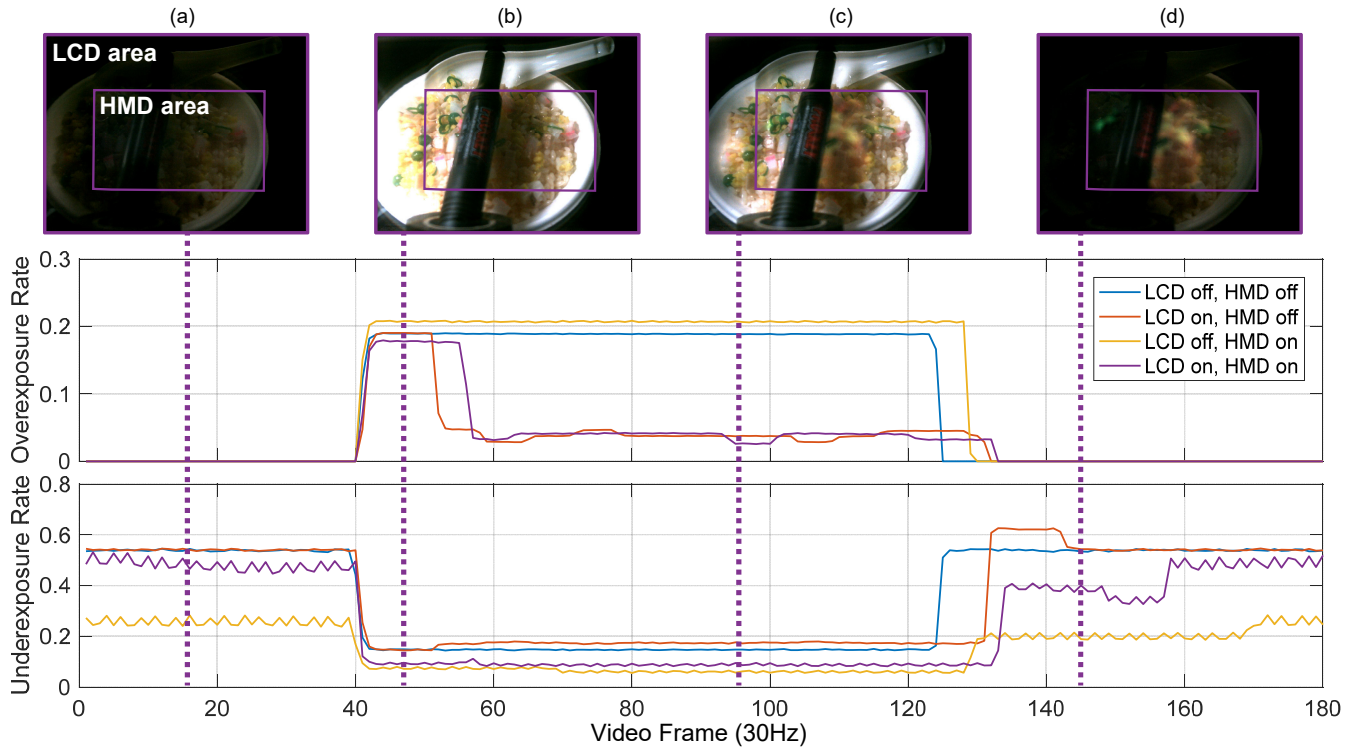 (a)
(b)
(c)
(d)
LCD area
HMD area
0.3
0.2
0.1
0
Overexposure Rate
LCD off, HMD off
LCD on, HMD off
LCD off, HMD on
LCD on, HMD on
0.8
0.6
0.4
0.2
0
Underexposure Rate
0 20 40 60 80 100 120 140 160 180
Video Frame (30Hz)